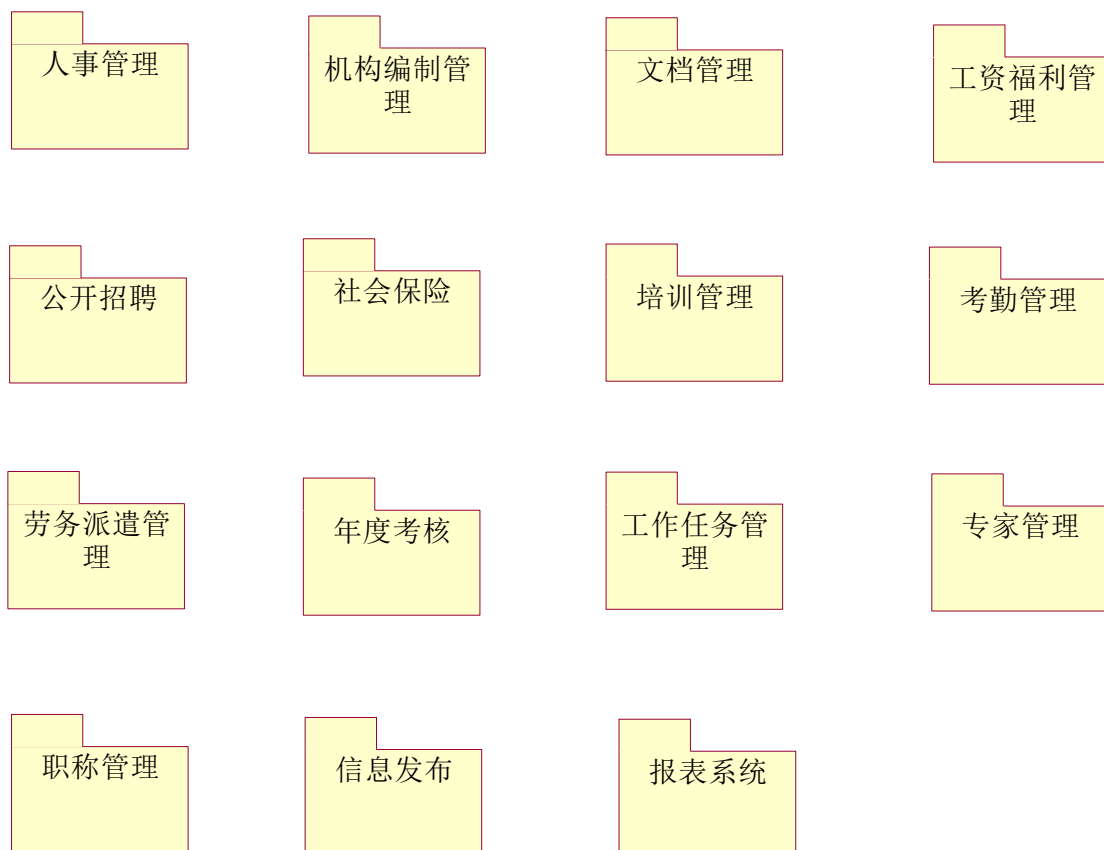 人事管理
机构编制管
理
文档管理
工资福利管
理
公开招聘
社会保险
培训管理
考勤管理
劳务派遣管
理
年度考核
工作任务管
理
专家管理
职称管理
信息发布
报表系统